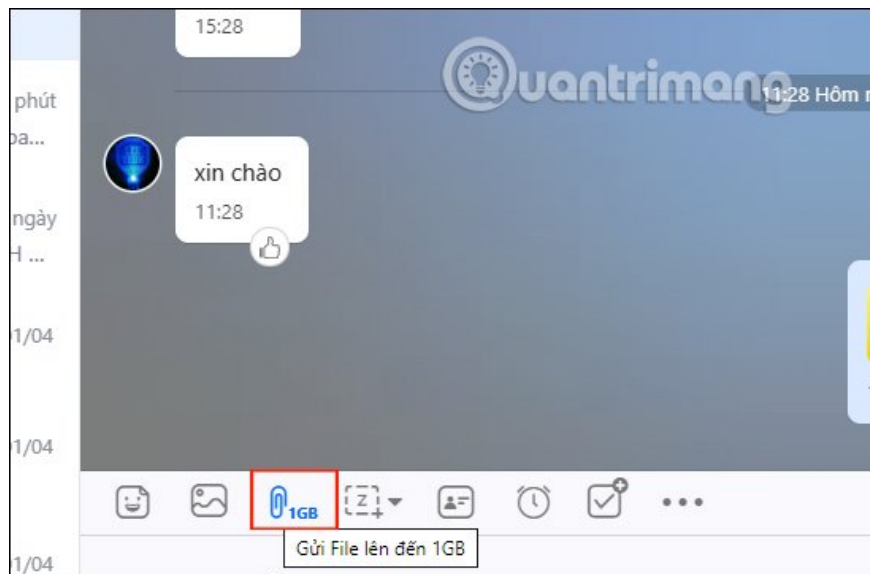 15:28
Quantrimang
11:28 Hôm
phút
xin chào
11:28
ngày
H ...
1/04
1/04
1GB
Z
Gửi File lên đến 1GB
1/04